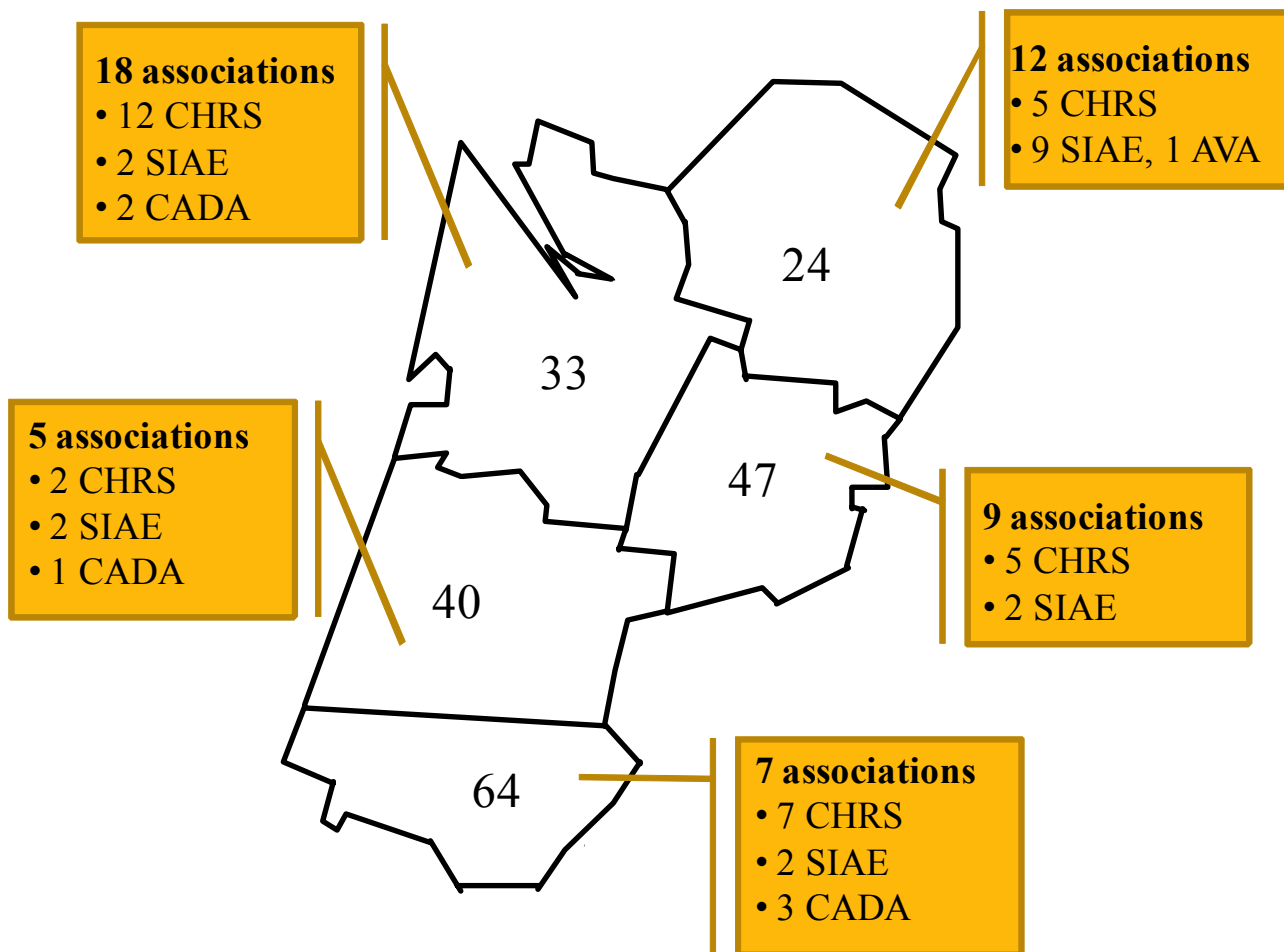 18 associations
• 12 CHRS
• 2 SIAE
• 2 CADA
12 associations
• 5 CHRS
• 9 SIAE, 1 AVA
24
33
5 associations
• 2 CHRS
• 2 SIAE
• 1 CADA
47
9 associations
• 5 CHRS
• 2 SIAE
40
64
7 associations
• 7 CHRS
• 2 SIAE
• 3 CADA